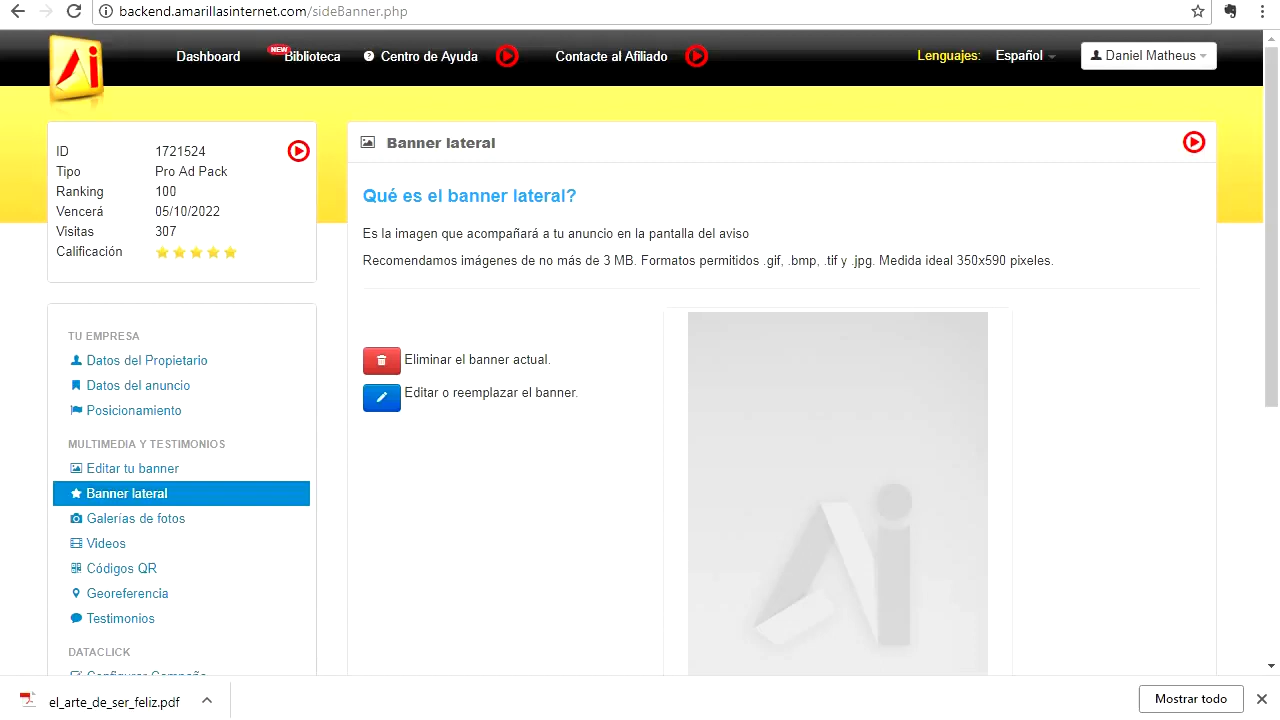 backend.amarillasinternet.com/sideBanner.php
Dashboard
NEW
Biblioteca
Centro de Ayuda
Contacte al Afiliado
Lenguajes:
Español
Daniel Matheus
ID 1721524
Tipo Pro Ad Pack
Ranking 100
Vencerá 05/10/2022
Visitas 307
Calificación
TU EMPRESA
Datos del Propietario
Datos del anuncio
Posicionamiento
MULTIMEDIA Y TESTIMONIOS
Editar tu banner
Banner lateral
Galerías de fotos
Videos
Códigos QR
Georeferencia
Testimonios
DATACLICK
Banner lateral
Qué es el banner lateral?
Es la imagen que acompañará a tu anuncio en la pantalla del aviso
Recomendamos imágenes de no más de 3 MB. Formatos permitidos .gif, .bmp, .tif y .jpg. Medida ideal 350x590 pixeles.
Eliminar el banner actual.
Editar o reemplazar el banner.
Ai
el_arte_de_ser_feliz.pdf
Mostrar todo